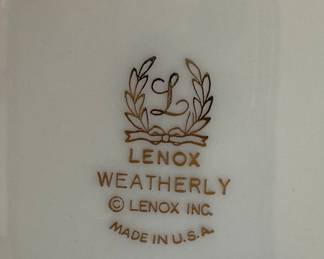 L
LENOX
WEATHERLY
© LENOX INC.
MADE IN U.S.A.